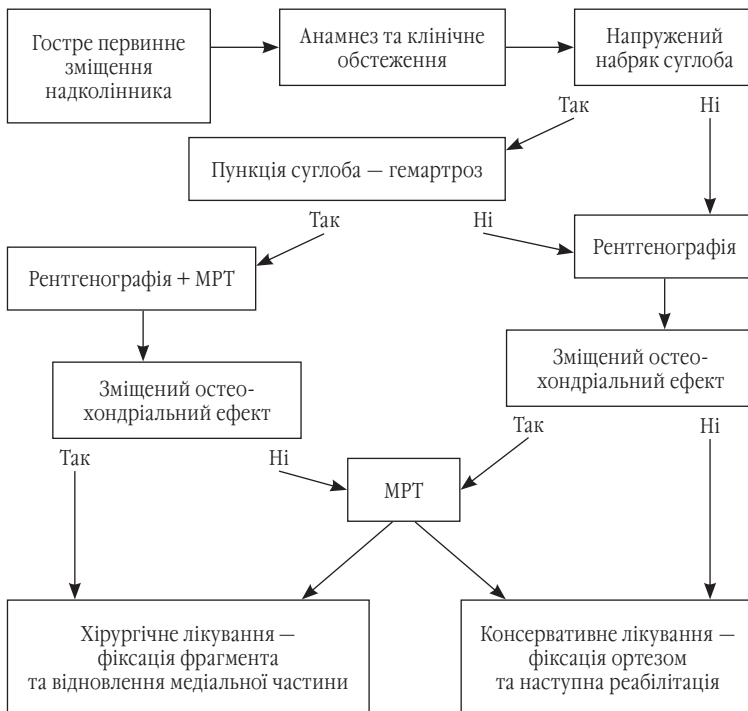 Гостре первинне
зміщення
надколінника
Анамнез та клінічне
обстеження
Напружений
набряк суглоба
Так
Ні
Пункція суглоба — гемартроз
Так
Ні
Рентгенографія
Рентгенографія + МРТ
Зміщений остео-
хондріальний ефект
Зміщений остео-
хондріальний ефект
Так
Ні
Так
Ні
МРТ
Хірургічне лікування —
фіксація фрагмента
та відновлення медіальної частини
Консервативне лікування —
фіксація ортезом
та наступна реабілітація